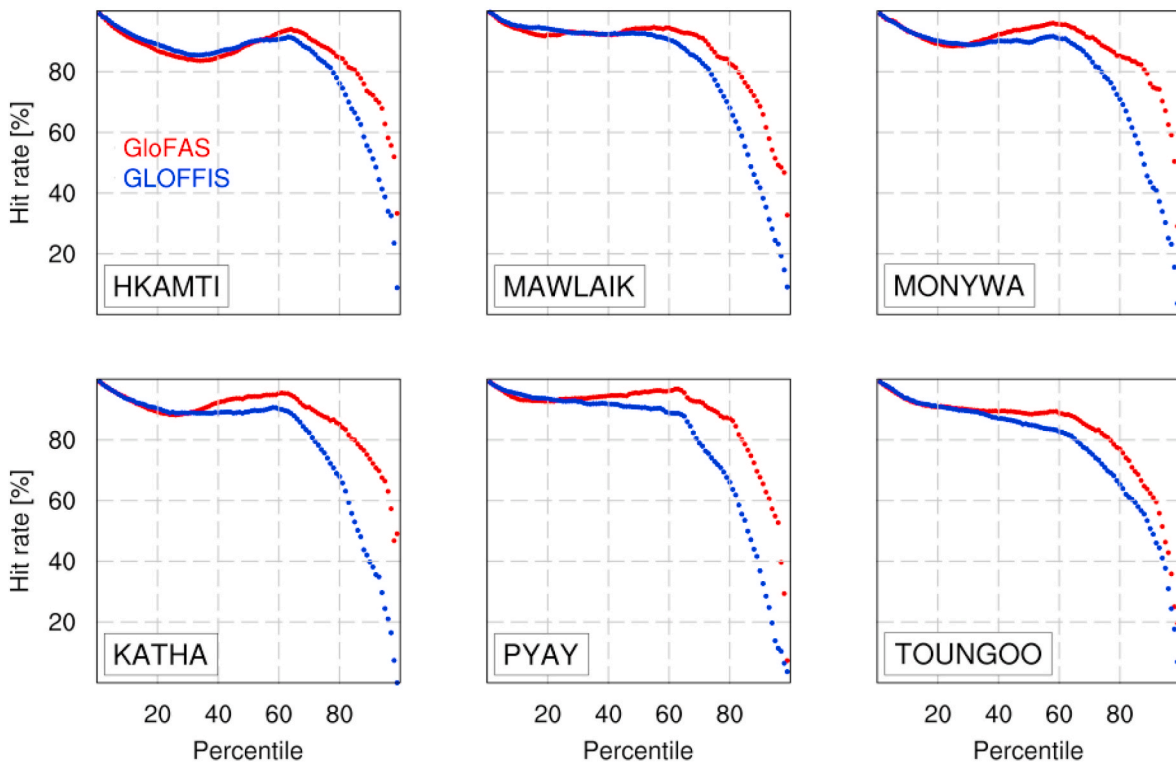 Hit rate [%]
80
60
40
20
GloFAS
GLOFFIS
HKAMTI
MAWLAIK
MONYWA
Hit rate [%]
80
60
40
20
KATHA
PYAY
TOUNGOO
20 40 60 80
20 40 60 80
20 40 60 80
Percentile
Percentile
Percentile